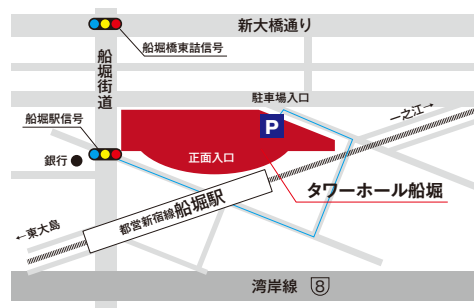 新大橋通り
船堀橋東詰信号
船堀街道
駐車場入口
船堀駅信号
P
一之江→
正面入口
銀行
タワーホール船堀
都営新宿線船堀駅
←東大島
湾岸線 8